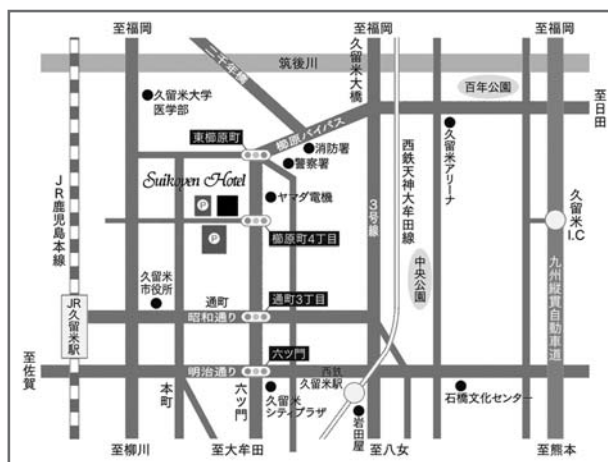 至福岡
至福岡
至福岡
二千年橋
筑後川
久留米大橋
久留米大学
医学部
百年公園
至日田
東櫛原町
櫛原バイパス
消防署
警察署
久留米アリーナ
Suikoyen Hotel
P
ヤマダ電機
3号線
西鉄天神大牟田線
JR鹿児島本線
久留米
I.C
櫛原町4丁目
P
中央公園
九州縦貫自動車道
久留米
市役所
通町
通町3丁目
昭和通り
JR
久留米駅
六ツ門
至佐賀
明治通り
西鉄
久留米駅
本町
六ツ門
久留米
シティプラザ
岩田屋
石橋文化センター
至柳川
至大牟田
至八女
至熊本